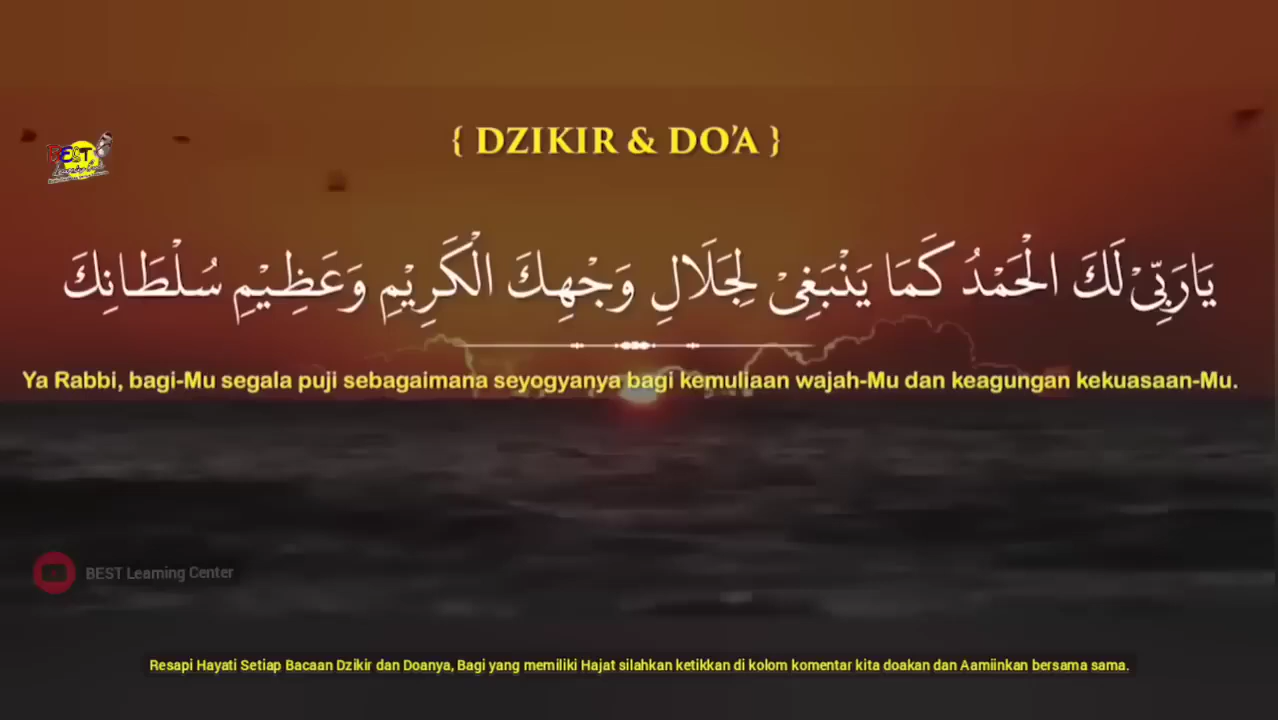 { DZIKIR & DO'A }
BEST
يَارَبِّيْ لَكَ الْحَمْدُ كَمَا يَنْبَغِيْ لِجَلَالِ وَجْهِكَ الْكَرِيْمِ وَعَظِيْمِ سُلْطَانِكَ
Ya Rabbi, bagi-Mu segala puji sebagaimana seyogyanya bagi kemuliaan wajah-Mu dan keagungan kekuasaan-Mu.
BEST Learning Center
Resapi Hayati Setiap Bacaan Dzikir dan Doanya, Bagi yang memiliki Hajat silahkan ketikkan di kolom komentar kita doakan dan Aamiinkan bersama sama.